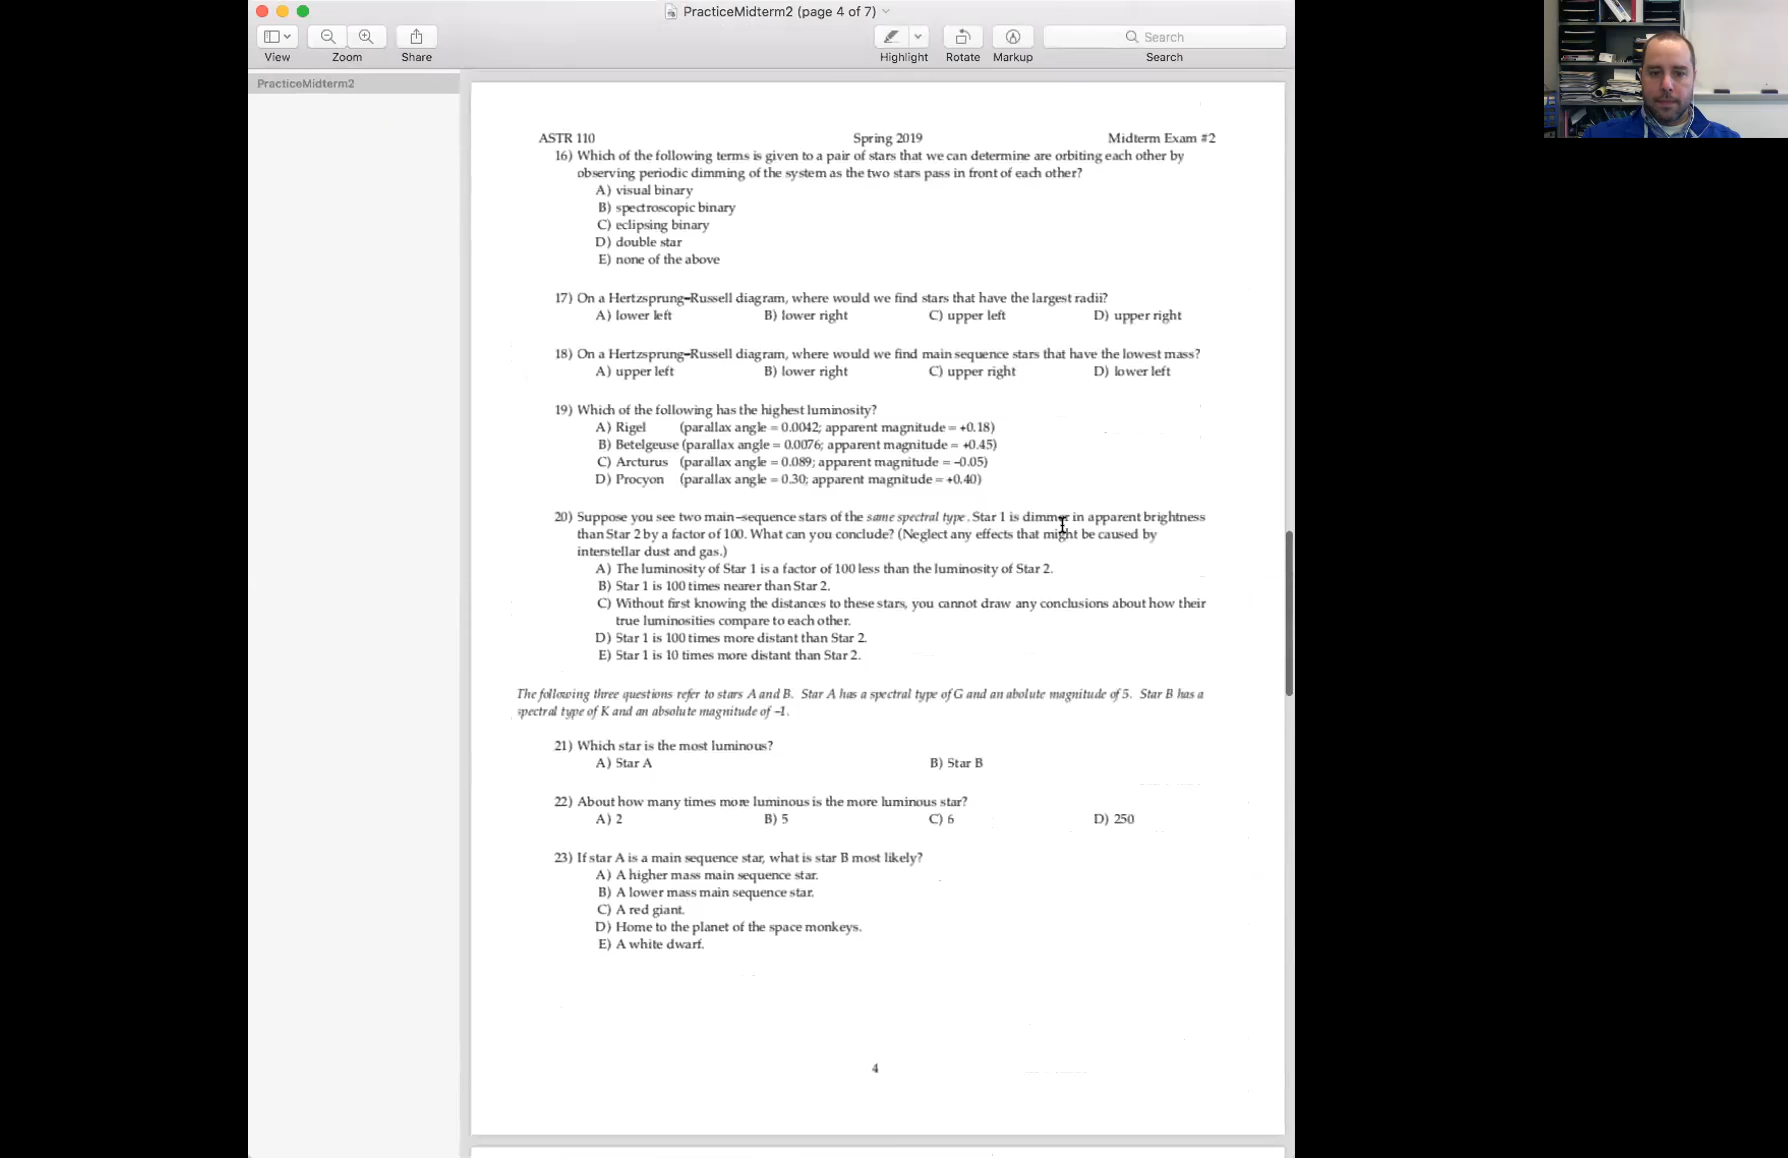 PracticeMidterm2 (page 4 of 7)
View Zoom Share Highlight Rotate Markup Search
Search
PracticeMidterm2
ASTR 110 Spring 2019 Midterm Exam #2
16) Which of the following terms is given to a pair of stars that we can determine are orbiting each other by
observing periodic dimming of the system as the two stars pass in front of each other?
A) visual binary
B) spectroscopic binary
C) eclipsing binary
D) double star
E) none of the above
17) On a Hertzsprung-Russell diagram, where would we find stars that have the largest radii?
A) lower left B) lower right C) upper left D) upper right
18) On a Hertzsprung-Russell diagram, where would we find main sequence stars that have the lowest mass?
A) upper left B) lower right C) upper right D) lower left
19) Which of the following has the highest luminosity?
A) Rigel (parallax angle = 0.0042; apparent magnitude = +0.18)
B) Betelgeuse (parallax angle = 0.0076; apparent magnitude = +0.45)
C) Arcturus (parallax angle = 0.089; apparent magnitude = -0.05)
D) Procyon (parallax angle = 0.30; apparent magnitude = +0.40)
20) Suppose you see two main-sequence stars of the same spectral type. Star 1 is dimmer in apparent brightness
than Star 2 by a factor of 100. What can you conclude? (Neglect any effects that might be caused by
interstellar dust and gas.)
A) The luminosity of Star 1 is a factor of 100 less than the luminosity of Star 2.
B) Star 1 is 100 times nearer than Star 2.
C) Without first knowing the distances to these stars, you cannot draw any conclusions about how their
true luminosities compare to each other.
D) Star 1 is 100 times more distant than Star 2.
E) Star 1 is 10 times more distant than Star 2.
The following three questions refer to stars A and B. Star A has a spectral type of G and an abolute magnitude of 5. Star B has a
spectral type of K and an absolute magnitude of -1.
21) Which star is the most luminous?
A) Star A B) Star B
22) About how many times more luminous is the more luminous star?
A) 2 B) 5 C) 6 D) 250
23) If star A is a main sequence star, what is star B most likely?
A) A higher mass main sequence star.
B) A lower mass main sequence star.
C) A red giant.
D) Home to the planet of the space monkeys.
E) A white dwarf.
4